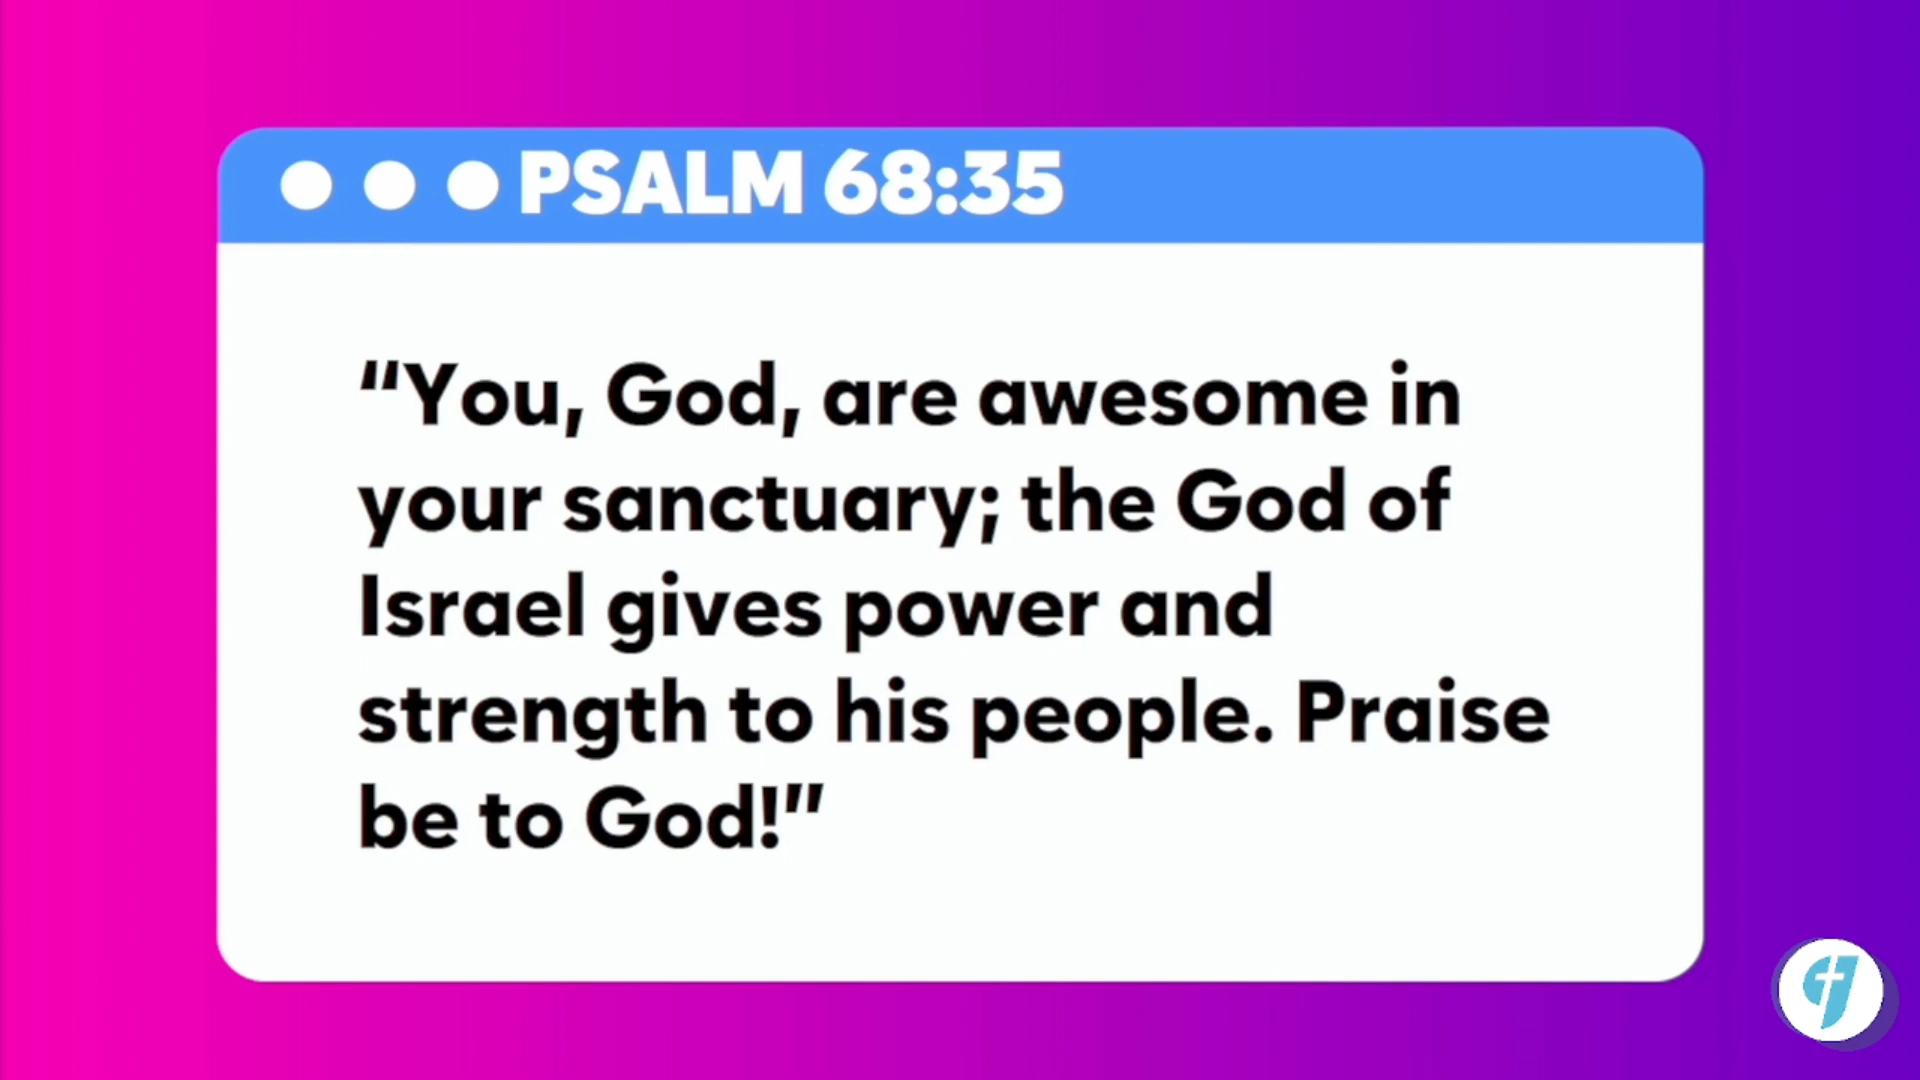 PSALM 68:35
“You, God, are awesome in
your sanctuary; the God of
Israel gives power and
strength to his people. Praise
be to God!”